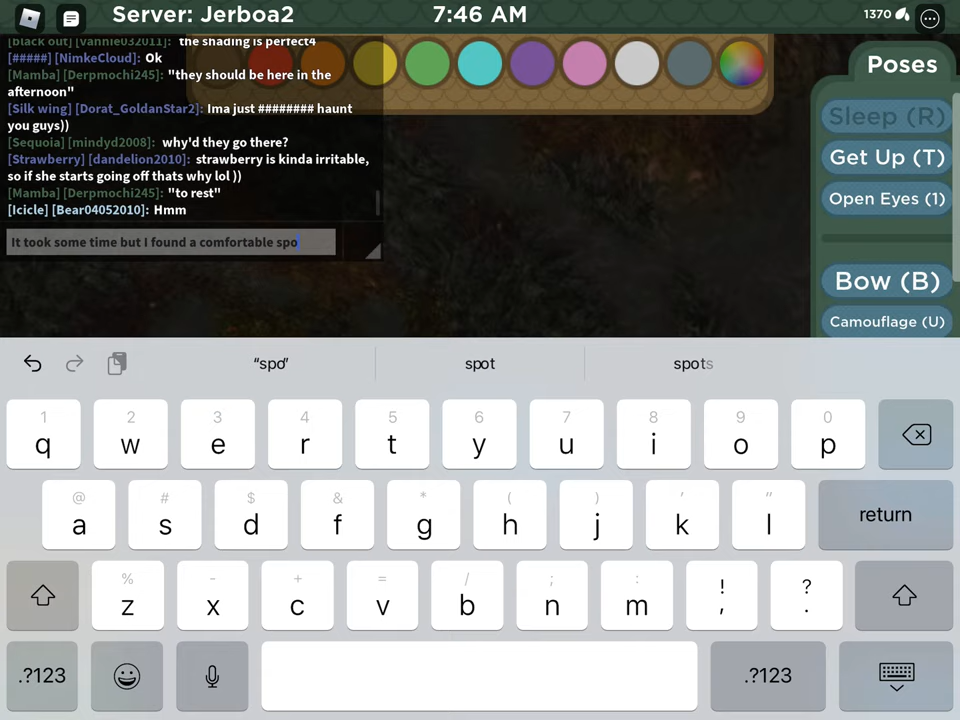 Server: Jerboa2
7:46 AM
1370
[black out] [vannie032011]: the shading is perfect4
[#####] [NimkeCloud]: Ok
[Mamba] [Derpmochi245]: "they should be here in the
afternoon"
[Silk wing] [Dorat_GoldanStar2]: Ima just ######## haunt
you guys))
[Sequoia] [mindyd2008]: why'd they go there?
[Strawberry] [dandelion2010]: strawberry is kinda irritable,
so if she starts going off thats why lol ))
[Mamba] [Derpmochi245]: "to rest"
[Icicle] [Bear04052010]: Hmm
It took some time but I found a comfortable spo
Poses
Sleep (R)
Get Up (T)
Open Eyes (1)
Bow (B)
Camouflage (U)
“spo” spot spots
1 2 3 4 5 6 7 8 9 0
q w e r t y u i o p
@ # $ & * ( ) ' "
a s d f g h j k l return
% - + = / ; : ! ?
z x c v b n m , .
.?123 .?123